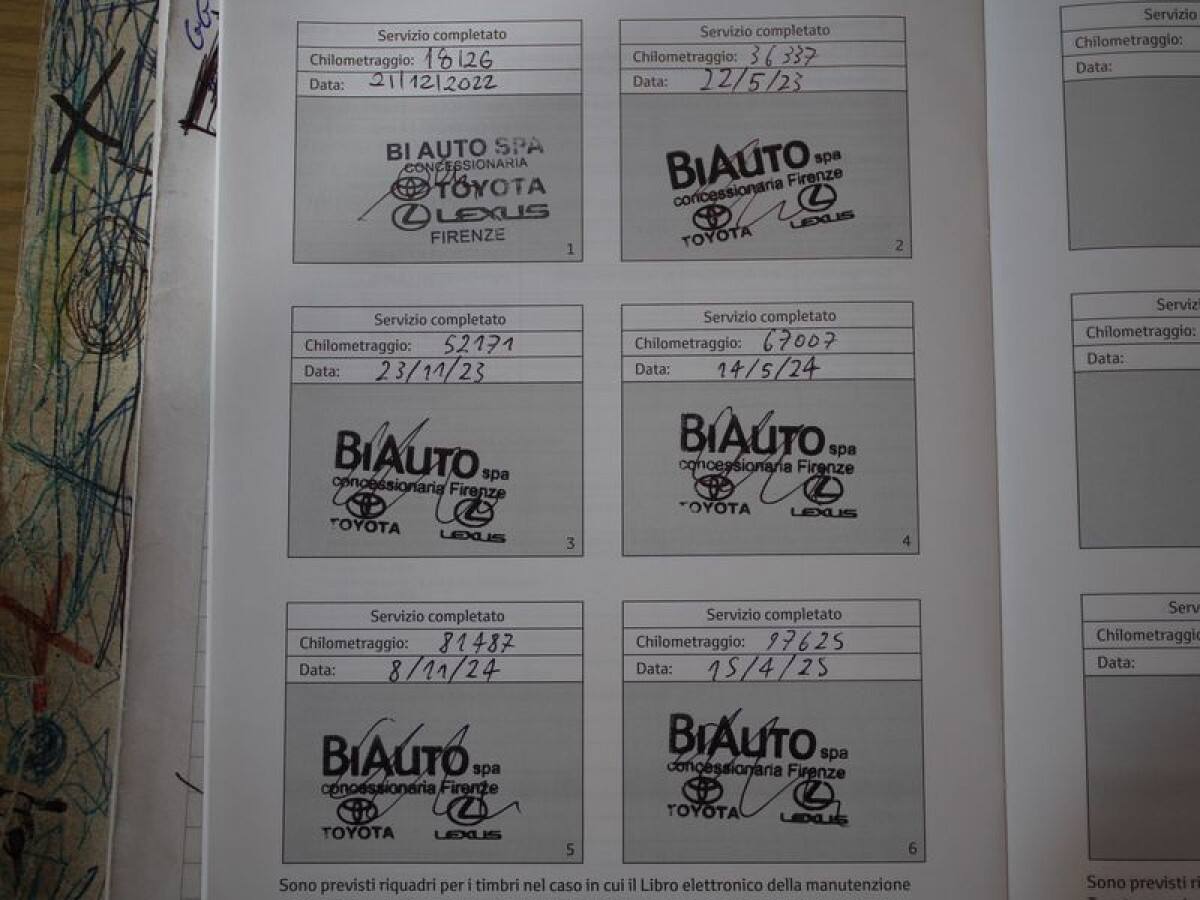 Servizio completato
Chilometraggio: 18126
Data: 21/12/2022
BI AUTO SPA
CONCESSIONARIA
TOYOTA
LEXUS
FIRENZE
1
Servizio completato
Chilometraggio: 36337
Data: 22/5/23
BIAUTO spa
concessionaria Firenze
TOYOTA LEXUS
2
Servizio completato
Chilometraggio: 52171
Data: 23/11/23
BIAUTO spa
concessionaria Firenze
TOYOTA LEXUS
3
Servizio completato
Chilometraggio: 67007
Data: 14/5/24
BIAUTO spa
concessionaria Firenze
TOYOTA LEXUS
4
Servizio completato
Chilometraggio: 81487
Data: 8/11/24
BIAUTO spa
concessionaria Firenze
TOYOTA LEXUS
5
Servizio completato
Chilometraggio: 97625
Data: 15/4/25
BIAUTO spa
concessionaria Firenze
TOYOTA LEXUS
6
Sono previsti riquadri per i timbri nel caso in cui il Libro elettronico della manutenzione
Servizio
Chilometraggio:
Data:
Chilometraggio:
Data:
Data:
Sono previsti